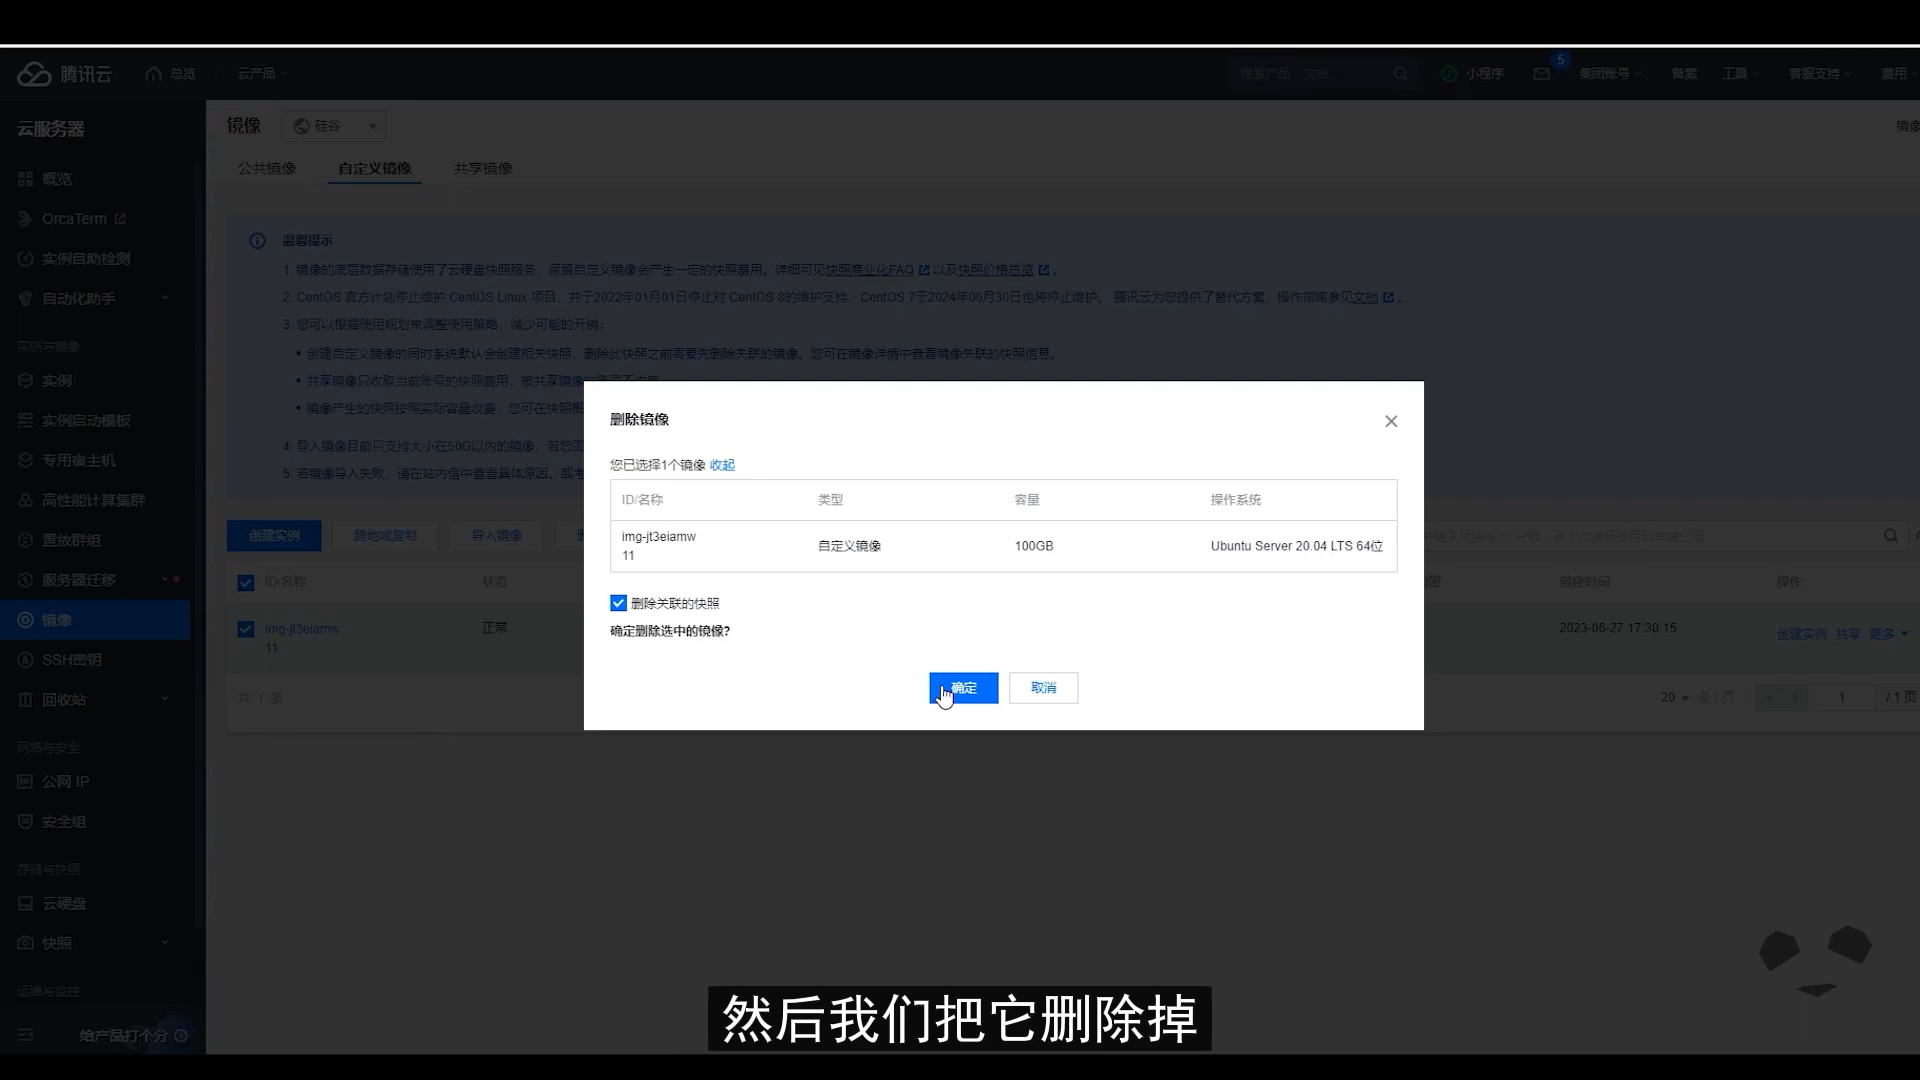 腾讯云
总览
云产品
搜索产品、文档...
小程序
5
集团账号
备案
工具
客服支持
费用
云服务器
概览
OrcaTerm
实例自助检测
自动化助手
实例与镜像
实例
实例启动模板
专用宿主机
高性能计算集群
置放群组
服务器迁移
镜像
SSH密钥
回收站
网络与安全
公网 IP
安全组
存储与快照
云硬盘
快照
运维与监控
给产品打个分
镜像
硅谷
镜像
公共镜像
自定义镜像
共享镜像
温馨提示
1. 镜像的底层数据存储使用了云硬盘快照服务，保留自定义镜像会产生一定的快照费用。详细可见快照商业化FAQ 以及快照价格总览 。
2. CentOS 官方计划停止维护 CentOS Linux 项目，并于2022年01月01日停止对 CentOS 8的维护支持，CentOS 7于2024年06月30日也将停止维护。 腾讯云为您提供了替代方案，操作指南参见文档 。
3. 您可以根据使用规划来调整使用策略，减少可能的开销：
• 创建自定义镜像的同时系统默认会创建相关快照，删除此快照之前需要先删除关联的镜像。您可在镜像详情中查看镜像关联的快照信息。
• 共享镜像只收取当前账号的快照费用，被共享镜像的账号不收费
• 镜像产生的快照按照实际容量收费，您可在快照
4. 导入镜像目前只支持大小在50G以内的镜像，若您需
5. 若镜像导入失败，请在站内信中查看具体原因。或
创建实例
跨地域复制
导入镜像
ID/名称
状态
创建时间
操作
img-jt3eiamw
11
正常
2023-06-27 17:30:15
创建实例 共享 更多
共 1 条
20 条 / 页
1
/ 1 页
删除镜像
您已选择1个镜像 收起
ID/名称
类型
容量
操作系统
img-jt3eiamw
11
自定义镜像
100GB
Ubuntu Server 20.04 LTS 64位
删除关联的快照
确定删除选中的镜像?
确定
取消
然后我们把它删除掉